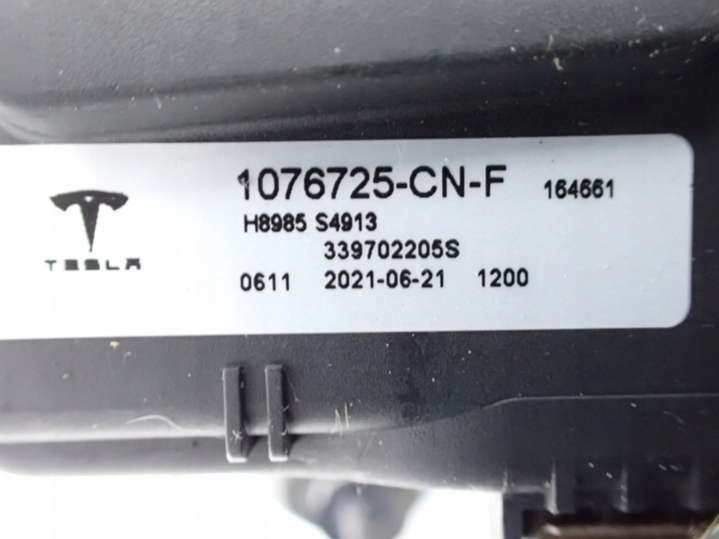 1076725-CN-F 164661
H8985 S4913
339702205S
TESLA
0611 2021-06-21 1200